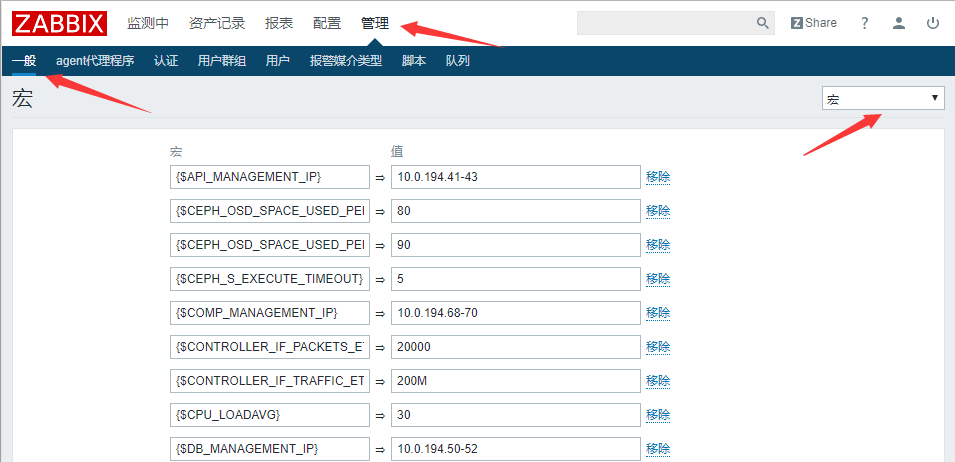 ZABBIX 监测中 资产记录 报表 配置 管理 Z Share ?
一般 agent代理程序 认证 用户群组 用户 报警媒介类型 脚本 队列
宏 宏
宏 值
{$API_MANAGEMENT_IP} ⇒ 10.0.194.41-43 移除
{$CEPH_OSD_SPACE_USED_PE ⇒ 80 移除
{$CEPH_OSD_SPACE_USED_PE ⇒ 90 移除
{$CEPH_S_EXECUTE_TIMEOUT} ⇒ 5 移除
{$COMP_MANAGEMENT_IP} ⇒ 10.0.194.68-70 移除
{$CONTROLLER_IF_PACKETS_ET ⇒ 20000 移除
{$CONTROLLER_IF_TRAFFIC_ET ⇒ 200M 移除
{$CPU_LOADAVG} ⇒ 30 移除
{$DB_MANAGEMENT_IP} ⇒ 10.0.194.50-52 移除